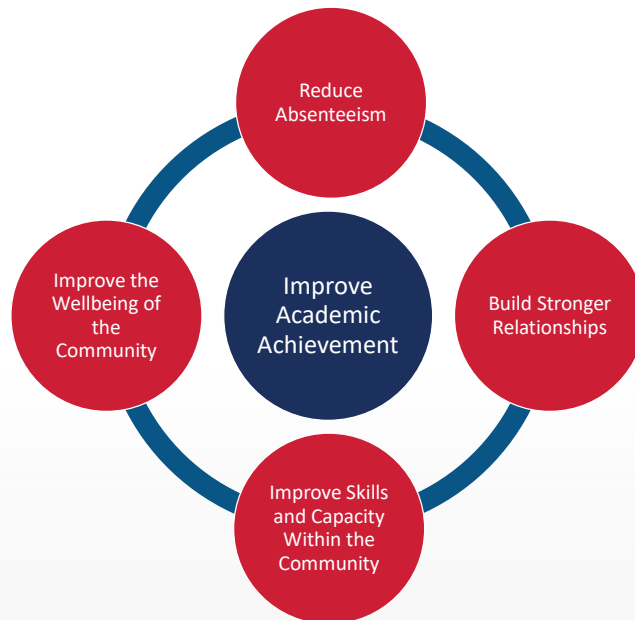 Reduce
Absenteeism
Improve the
Wellbeing of
the
Community
Improve
Academic
Achievement
Build Stronger
Relationships
Improve Skills
and Capacity
Within the
Community